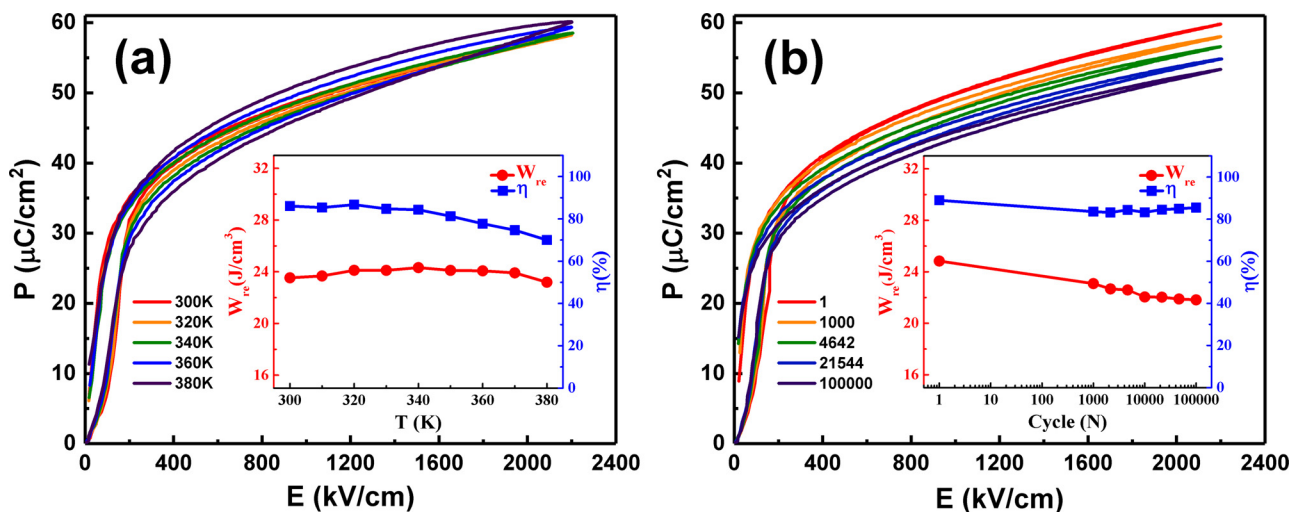 (a)
P (μC/cm²)
60
50
40
30
20
10
0
0 400 800 1200 1600 2000 2400
E (kV/cm)
300K
320K
340K
360K
380K
W_re
η
W_re(J/cm³)
32
28
24
22
16
η(%)
100
80
60
40
20
0
300 320 340 360 380
T (K)
(b)
P (μC/cm²)
60
50
40
30
20
10
0
0 400 800 1200 1600 2000 2400
E (kV/cm)
1
1000
4642
21544
100000
W_re
η
W_re(J/cm³)
32
28
24
22
16
η(%)
100
80
60
40
20
0
1 10 100 1000 10000 100000
Cycle (N)